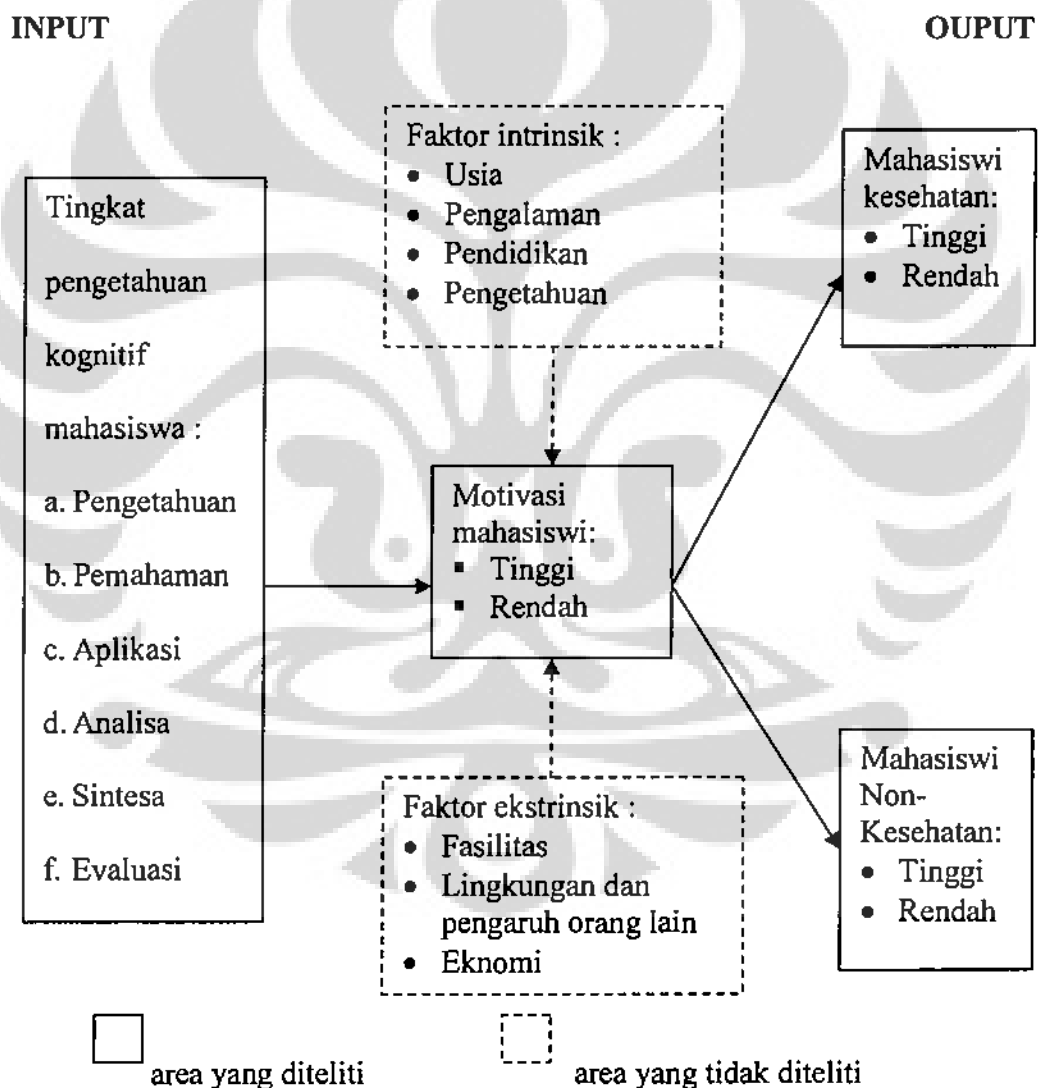 INPUT
OUPUT
Tingkat
pengetahuan
kognitif
mahasiswa :
a. Pengetahuan
b. Pemahaman
c. Aplikasi
d. Analisa
e. Sintesa
f. Evaluasi
Faktor intrinsik :
• Usia
• Pengalaman
• Pendidikan
• Pengetahuan
Motivasi
mahasiswi:
▪ Tinggi
▪ Rendah
Faktor ekstrinsik :
• Fasilitas
• Lingkungan dan
pengaruh orang lain
• Eknomi
Mahasiswi
kesehatan:
• Tinggi
• Rendah
Mahasiswi
Non-
Kesehatan:
• Tinggi
• Rendah
area yang diteliti
area yang tidak diteliti